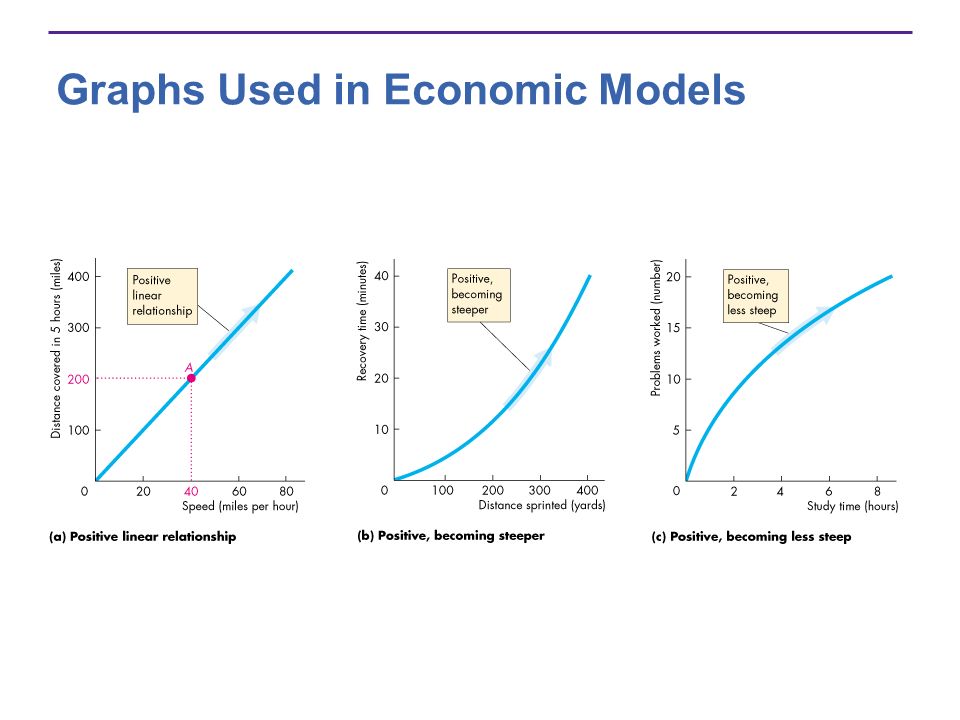 Graphs Used in Economic Models
Distance covered in 5 hours (miles)
400
300
200
100
0
20
40
60
80
Speed (miles per hour)
Positive
linear
relationship
A
(a) Positive linear relationship
Recovery time (minutes)
40
30
20
10
0
100
200
300
400
Distance sprinted (yards)
Positive,
becoming
steeper
(b) Positive, becoming steeper
Problems worked (number)
20
15
10
5
0
2
4
6
8
Study time (hours)
Positive,
becoming
less steep
(c) Positive, becoming less steep